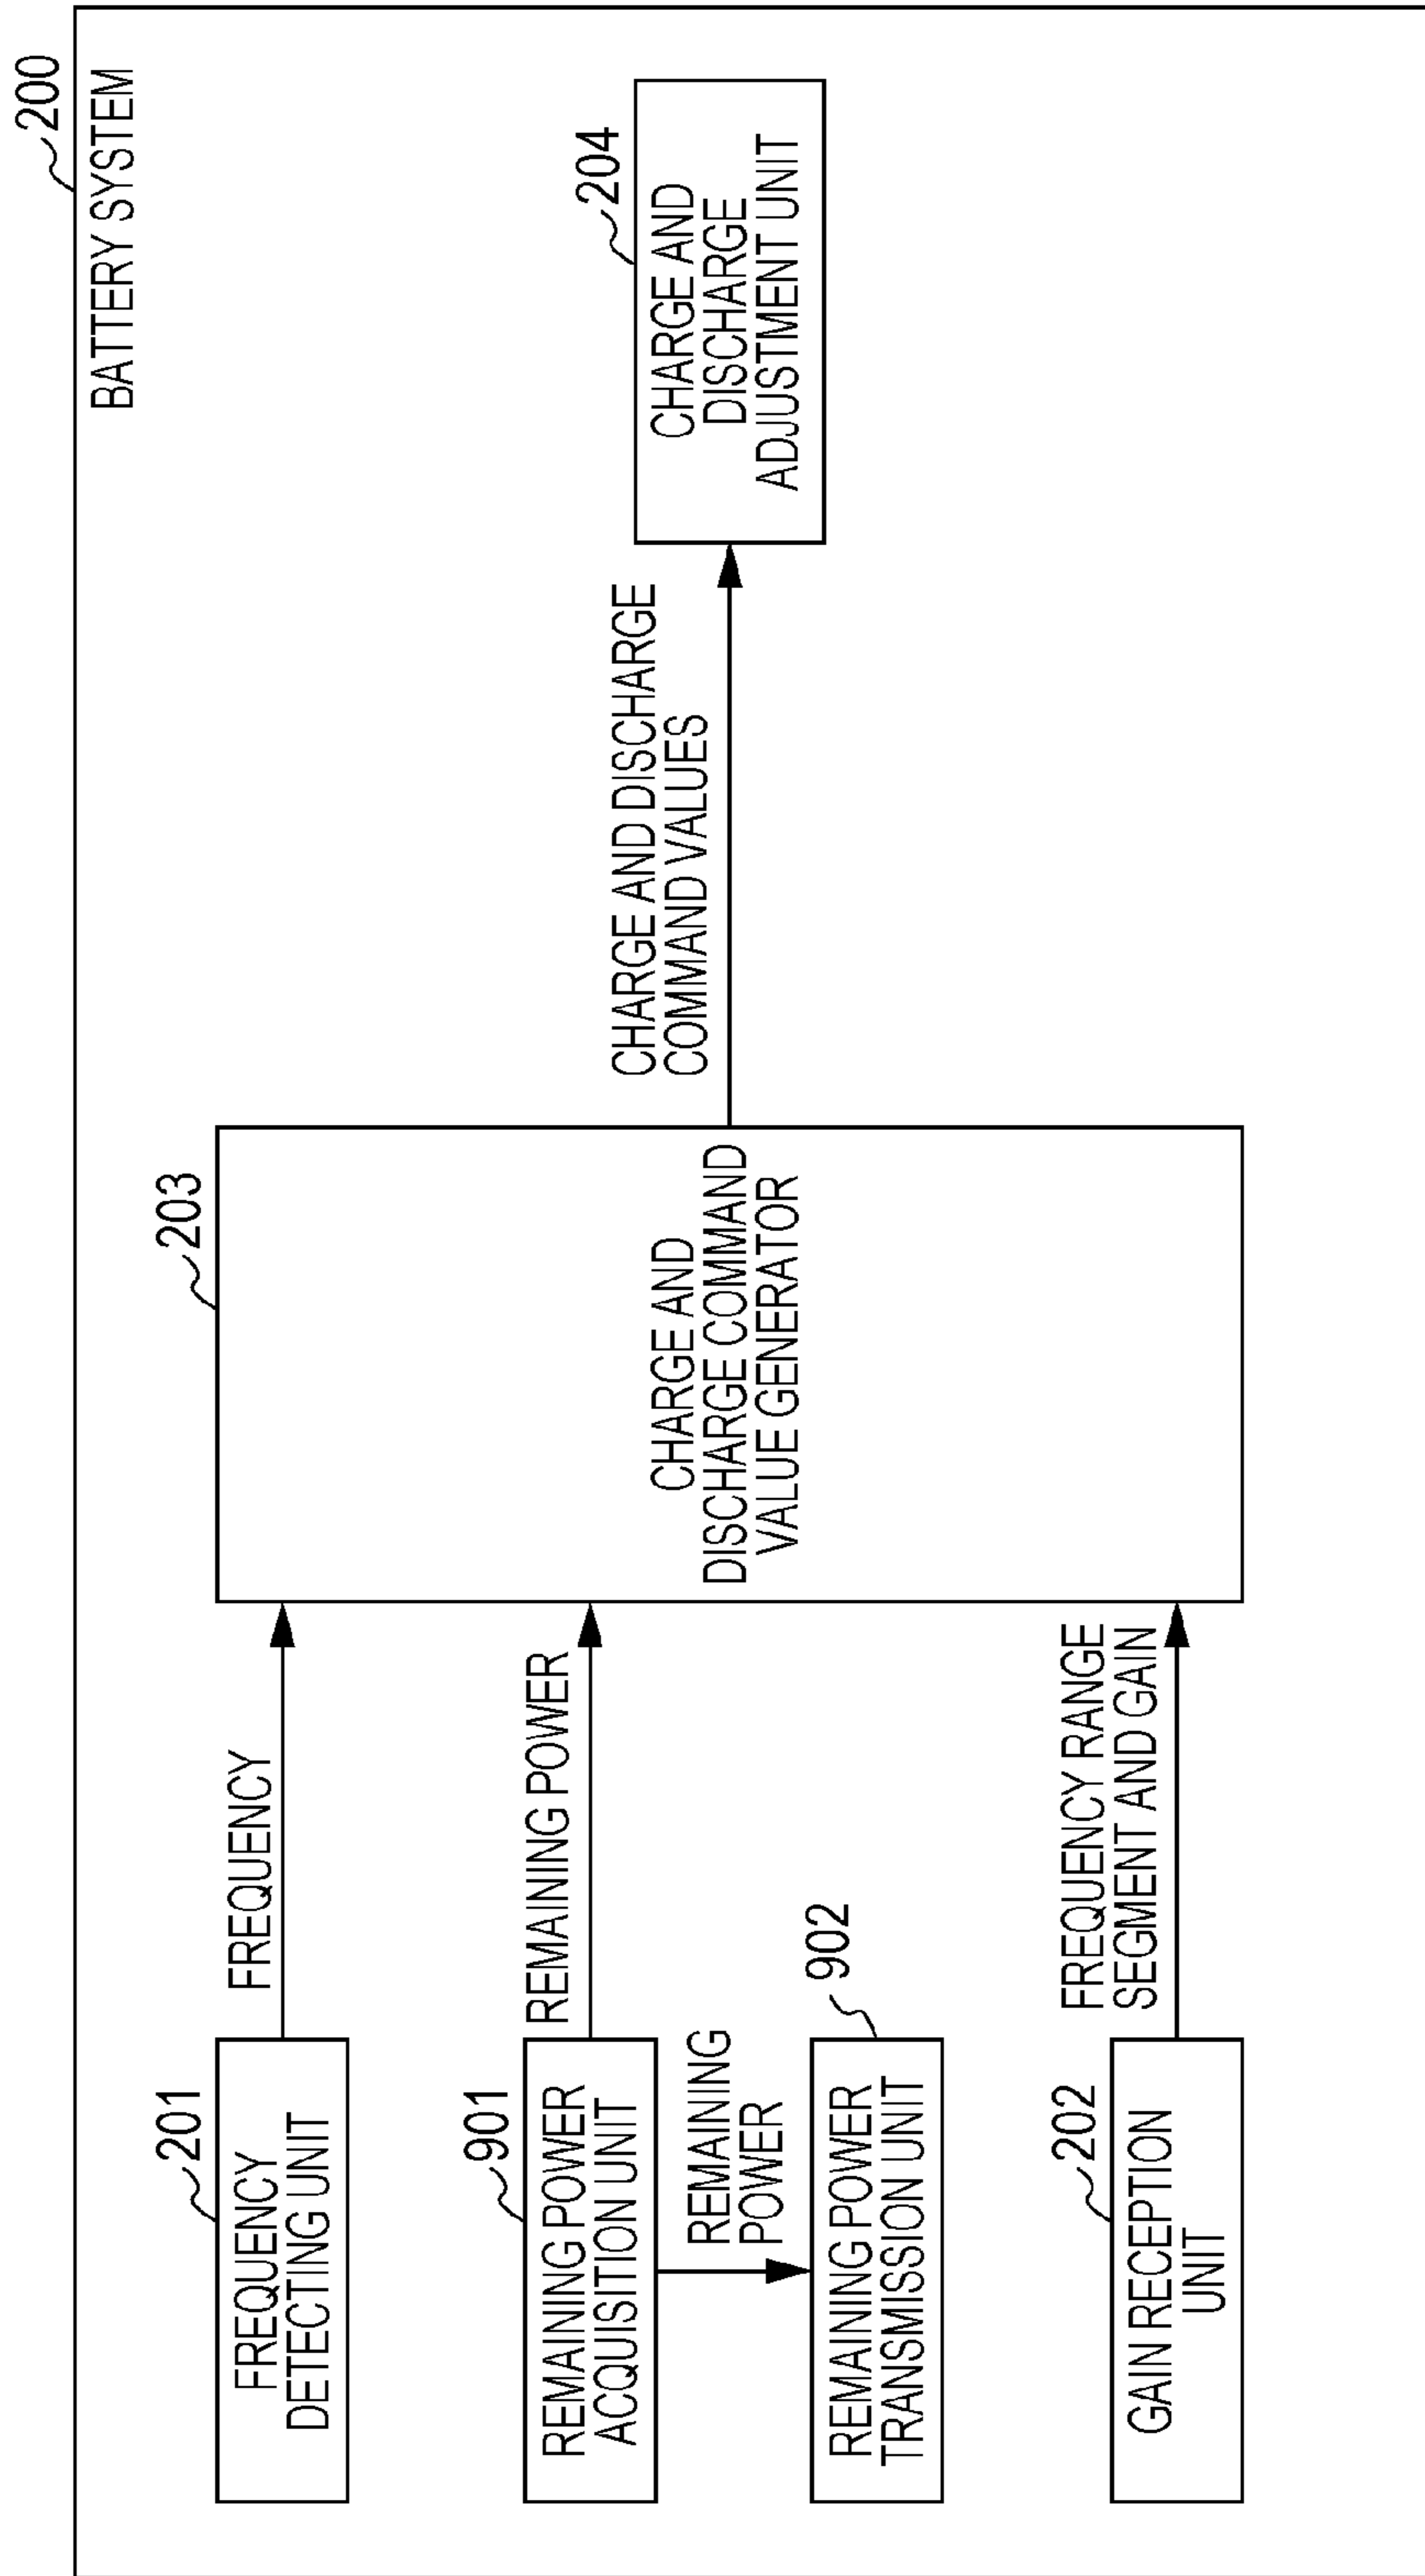 200
BATTERY SYSTEM
201
FREQUENCY
DETECTING UNIT
FREQUENCY
203
CHARGE AND
DISCHARGE COMMAND
VALUE GENERATOR
901
REMAINING POWER
ACQUISITION UNIT
REMAINING POWER
REMAINING
POWER
902
REMAINING POWER
TRANSMISSION UNIT
202
GAIN RECEPTION
UNIT
FREQUENCY RANGE
SEGMENT AND GAIN
CHARGE AND DISCHARGE
COMMAND VALUES
204
CHARGE AND
DISCHARGE
ADJUSTMENT UNIT